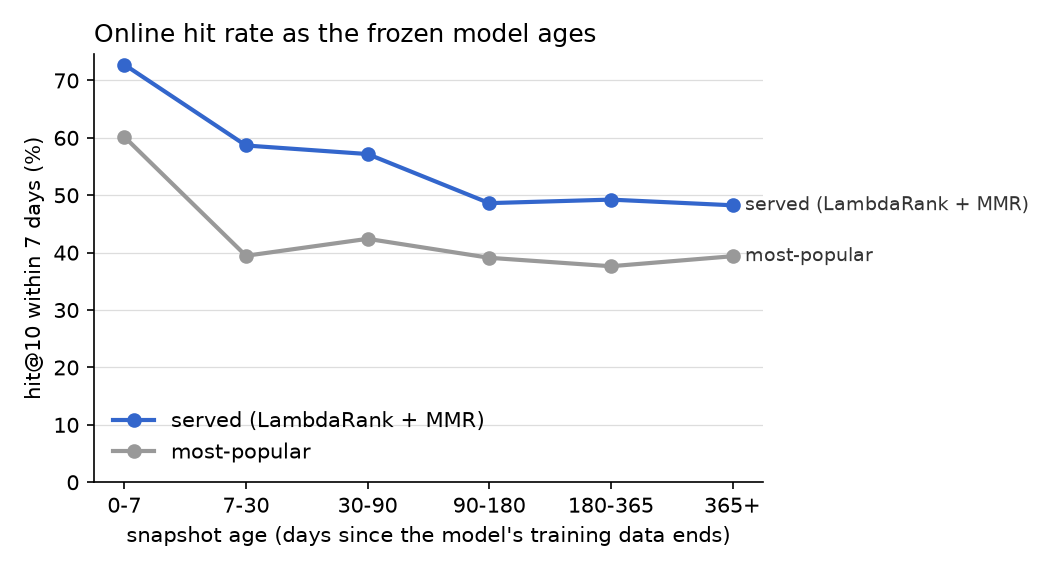 Online hit rate as the frozen model ages
hit@10 within 7 days (%)
70
60
50
40
30
20
10
0
served (LambdaRank + MMR)
most-popular
served (LambdaRank + MMR)
most-popular
0-7 7-30 30-90 90-180 180-365 365+
snapshot age (days since the model's training data ends)